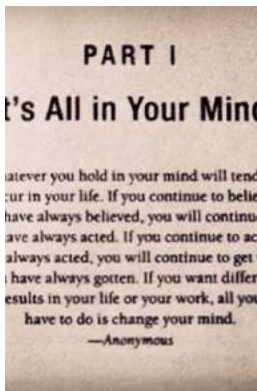 PART I
t's All in Your Mind
atever you hold in your mind will tend
cur in your life. If you continue to belie
have always believed, you will continu
ave always acted. If you continue to ac
always acted, you will continue to get
have always gotten. If you want differ
esults in your life or your work, all you
have to do is change your mind.
—Anonymous